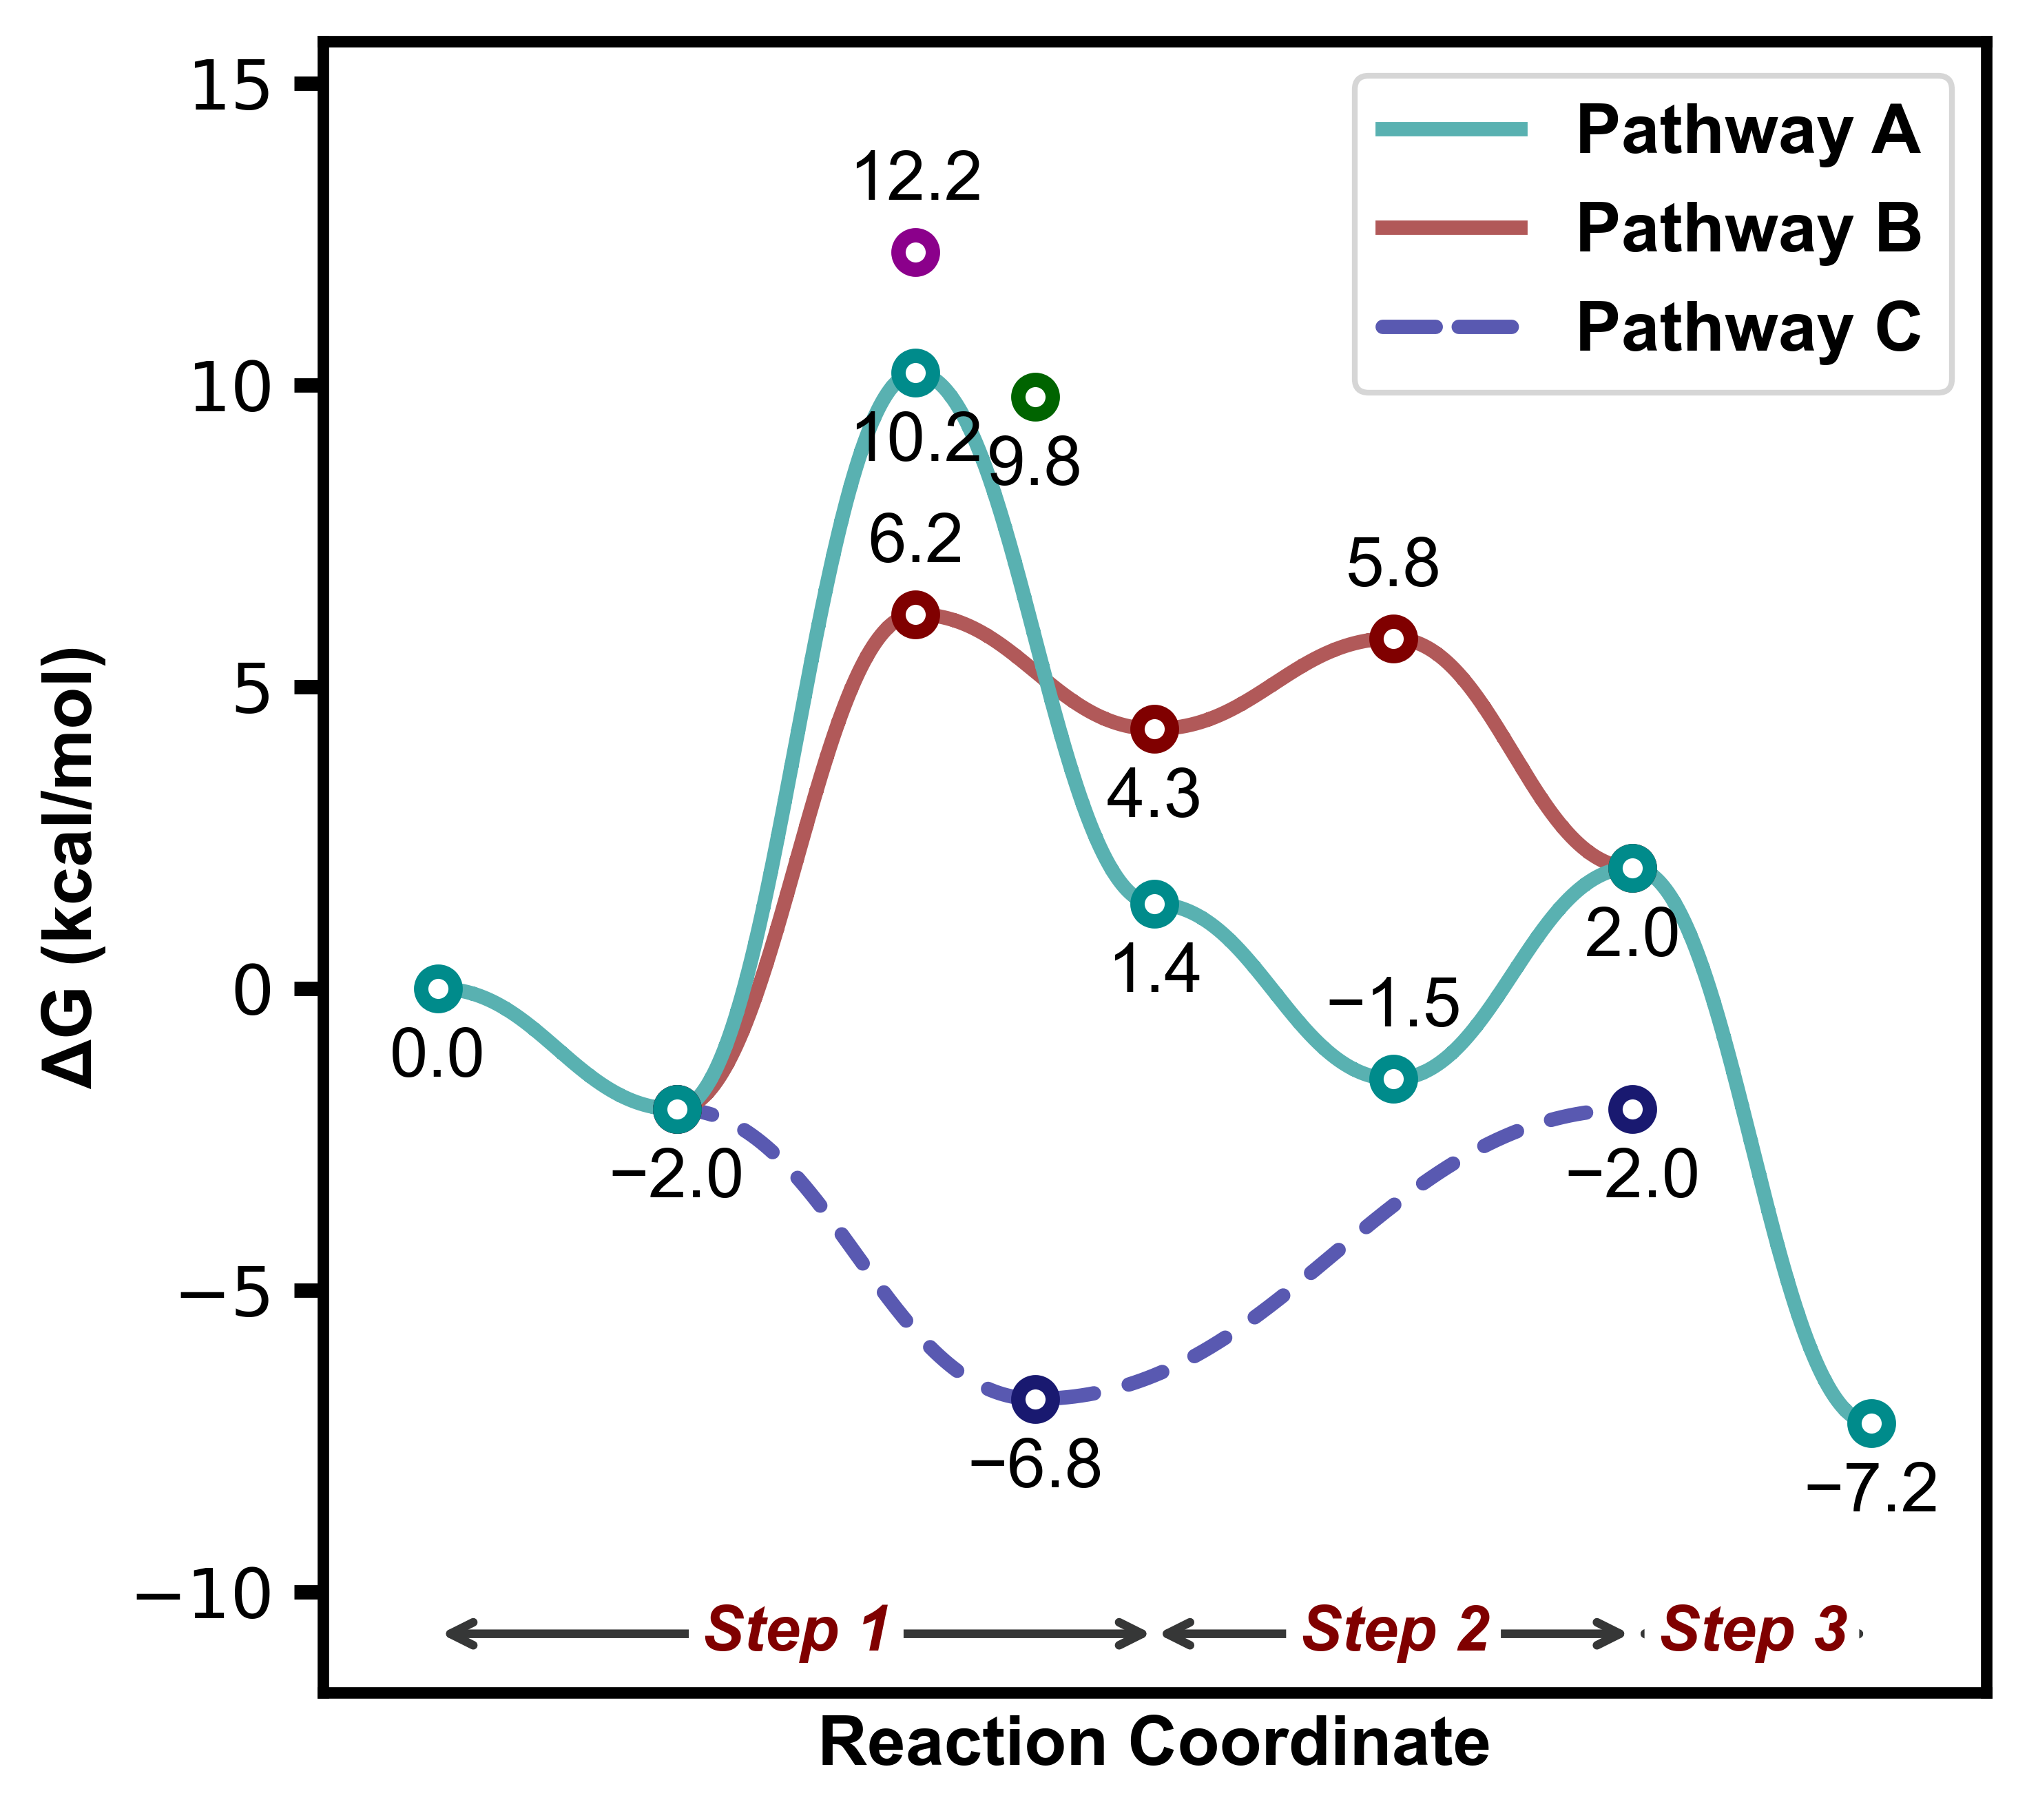 15
10
5
0
−5
−10
ΔG (kcal/mol)
Pathway A
Pathway B
Pathway C
12.2
10.2
9.8
6.2
5.8
4.3
2.0
1.4
−1.5
0.0
−2.0
−2.0
−6.8
−7.2
Step 1
Step 2
Step 3
Reaction Coordinate